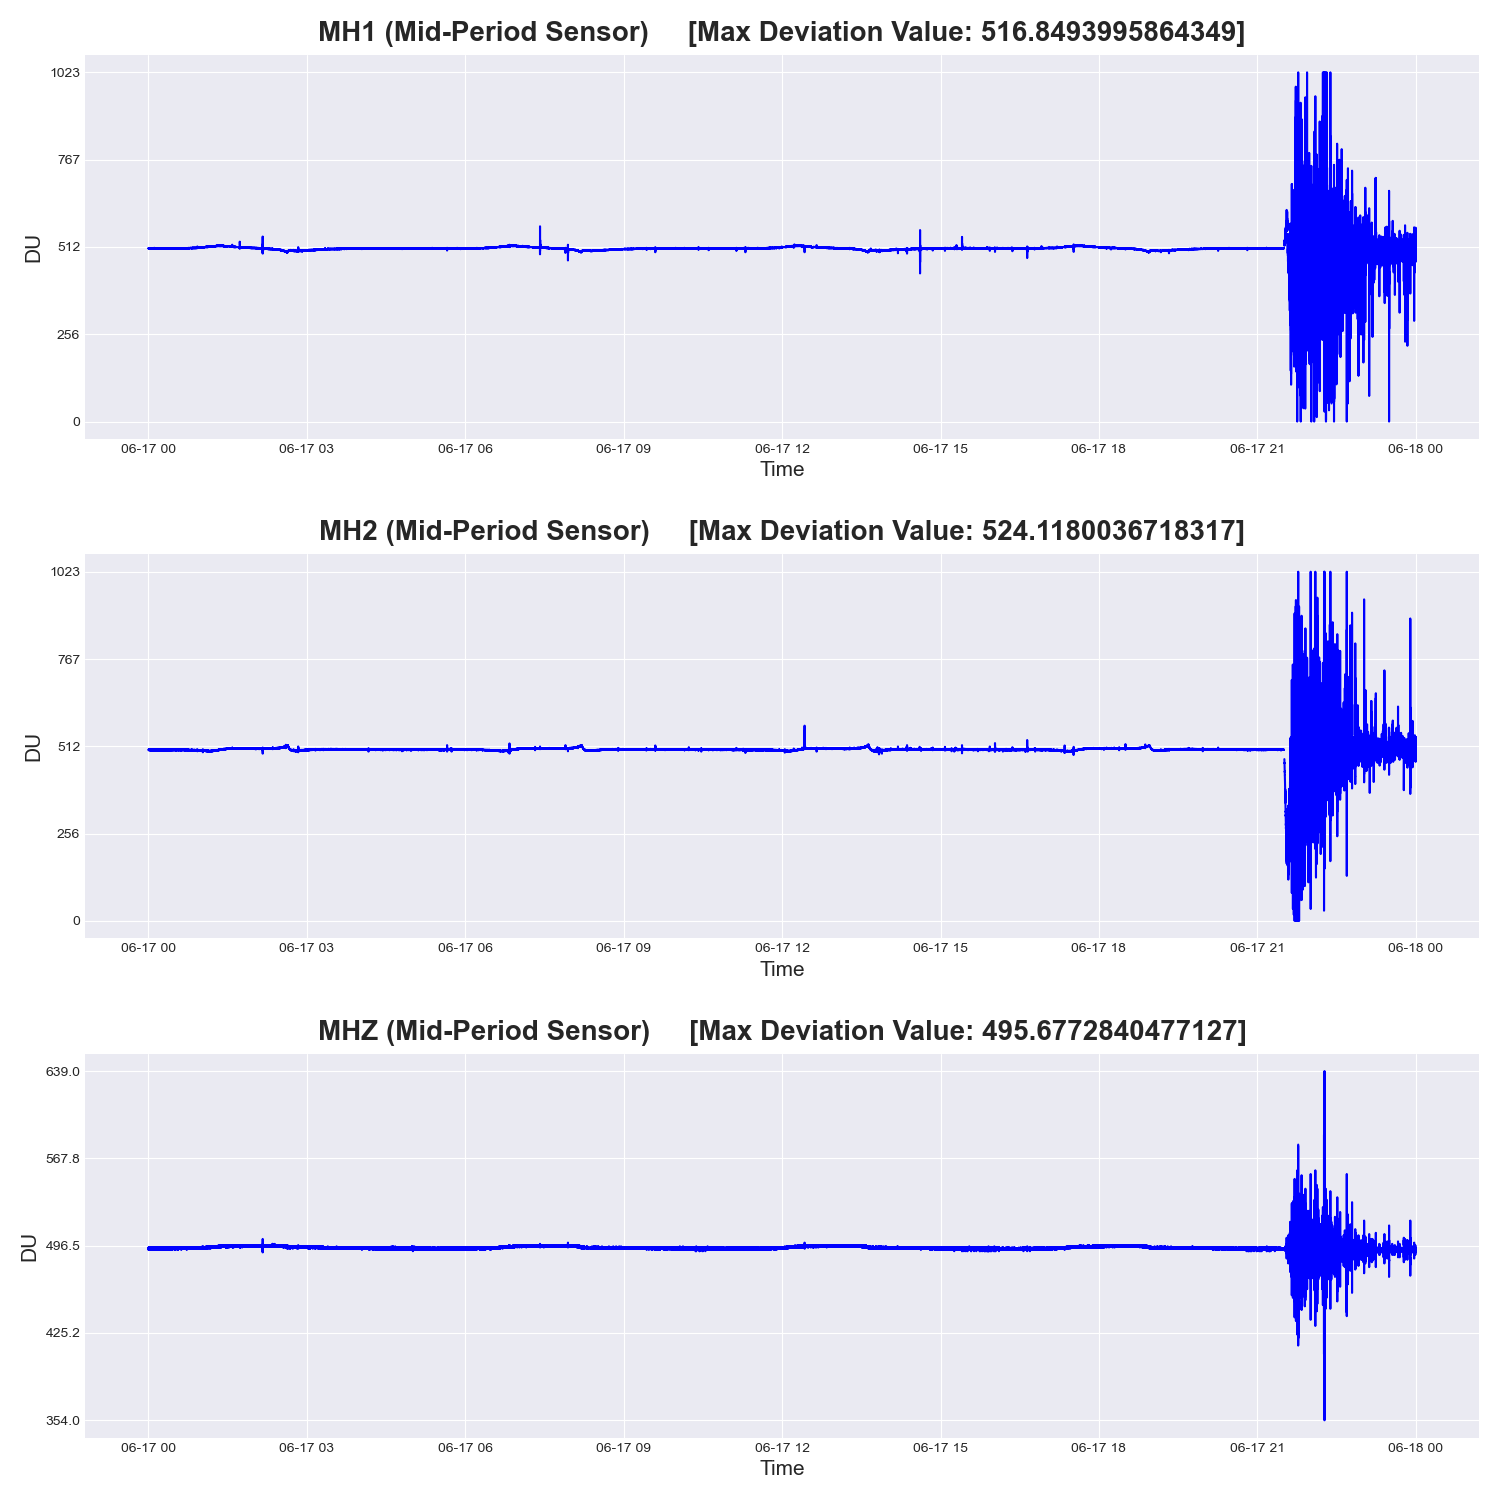 MH1 (Mid-Period Sensor) [Max Deviation Value: 516.8493995864349]
1023
767
512
256
0
DU
06-17 00 06-17 03 06-17 06 06-17 09 06-17 12 06-17 15 06-17 18 06-17 21 06-18 00
Time
MH2 (Mid-Period Sensor) [Max Deviation Value: 524.1180036718317]
1023
767
512
256
0
DU
06-17 00 06-17 03 06-17 06 06-17 09 06-17 12 06-17 15 06-17 18 06-17 21 06-18 00
Time
MHZ (Mid-Period Sensor) [Max Deviation Value: 495.6772840477127]
639.0
567.8
496.5
425.2
354.0
DU
06-17 00 06-17 03 06-17 06 06-17 09 06-17 12 06-17 15 06-17 18 06-17 21 06-18 00
Time